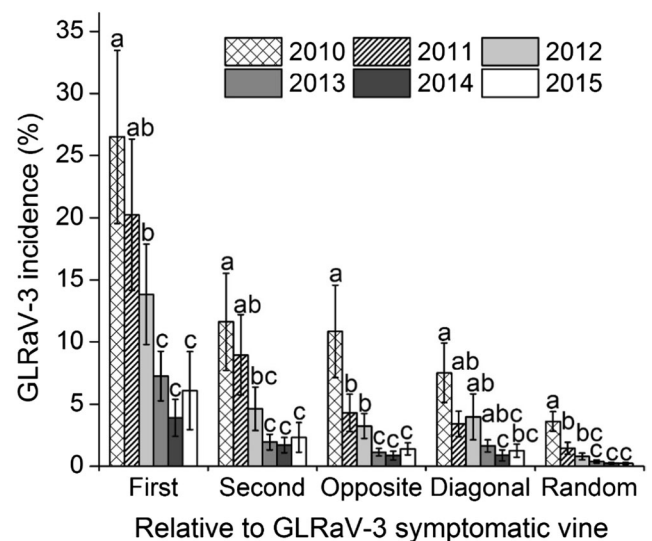 35
30
25
20
15
10
5
0
GLRaV-3 incidence (%)
2010 2011 2012
2013 2014 2015
a ab b c c c
a ab bc c c c
a b b c c c
a ab ab abc c bc
a b bc c c c
First Second Opposite Diagonal Random
Relative to GLRaV-3 symptomatic vine